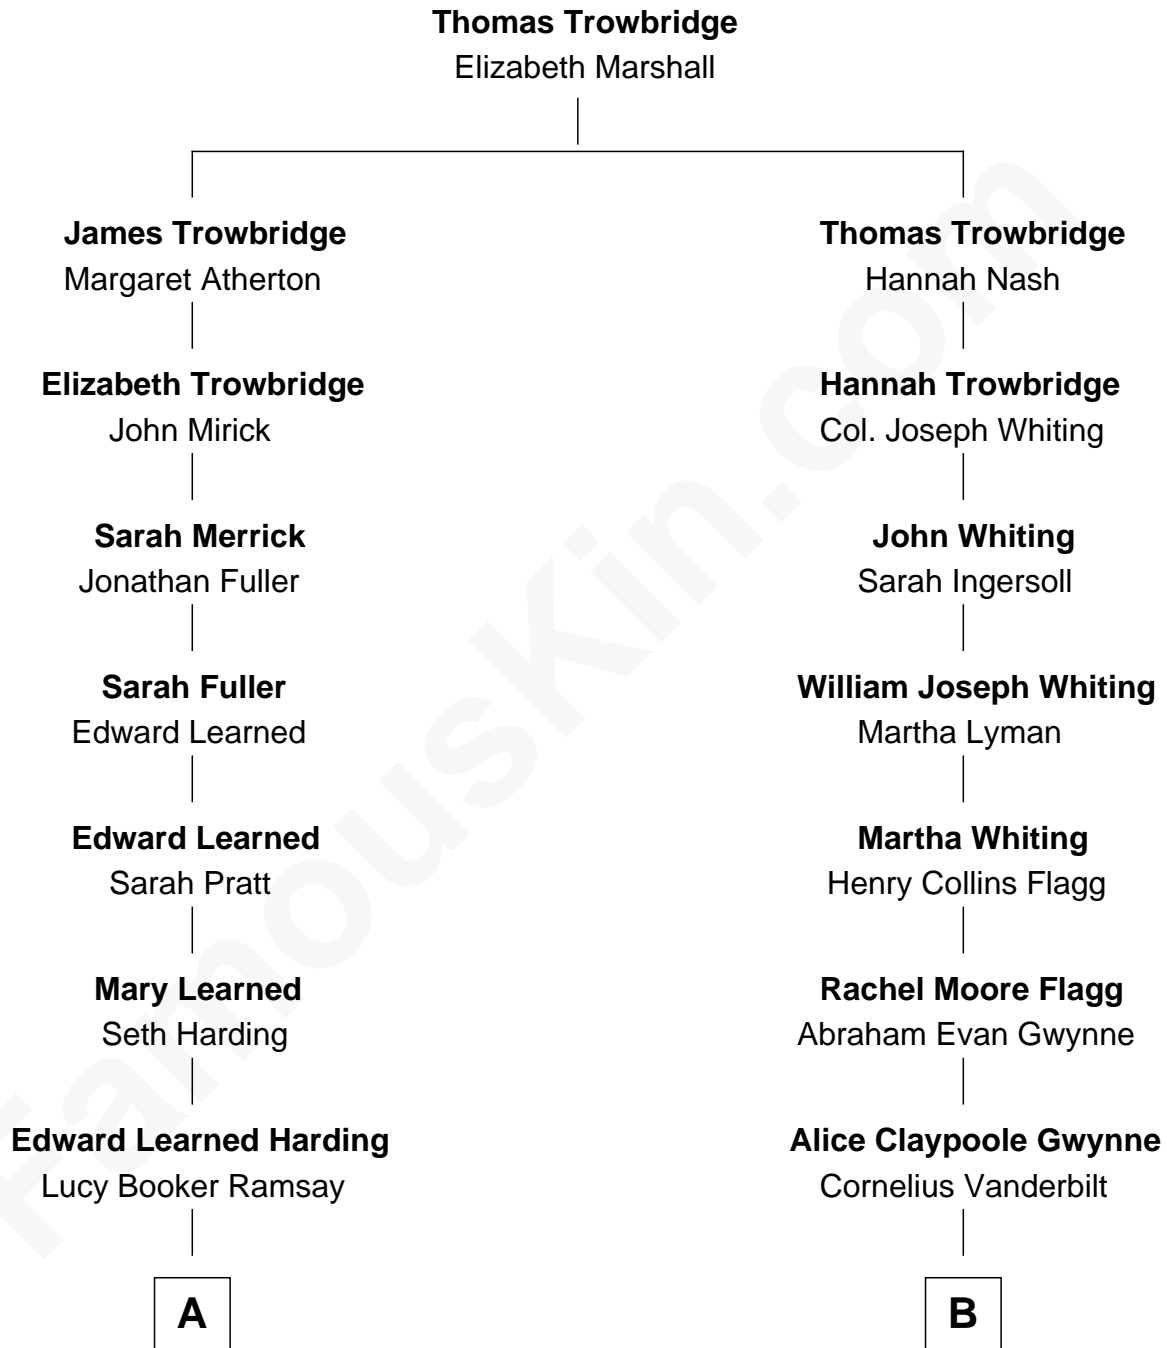 Thomas Trowbridge
Elizabeth Marshall
James Trowbridge
Margaret Atherton
Thomas Trowbridge
Hannah Nash
Elizabeth Trowbridge
John Mirick
Hannah Trowbridge
Col. Joseph Whiting
Sarah Merrick
Jonathan Fuller
John Whiting
Sarah Ingersoll
Sarah Fuller
Edward Learned
William Joseph Whiting
Martha Lyman
Edward Learned
Sarah Pratt
Martha Whiting
Henry Collins Flagg
Mary Learned
Seth Harding
Rachel Moore Flagg
Abraham Evan Gwynne
Edward Learned Harding
Lucy Booker Ramsay
Alice Claypoole Gwynne
Cornelius Vanderbilt
A
B
FamousKin.com